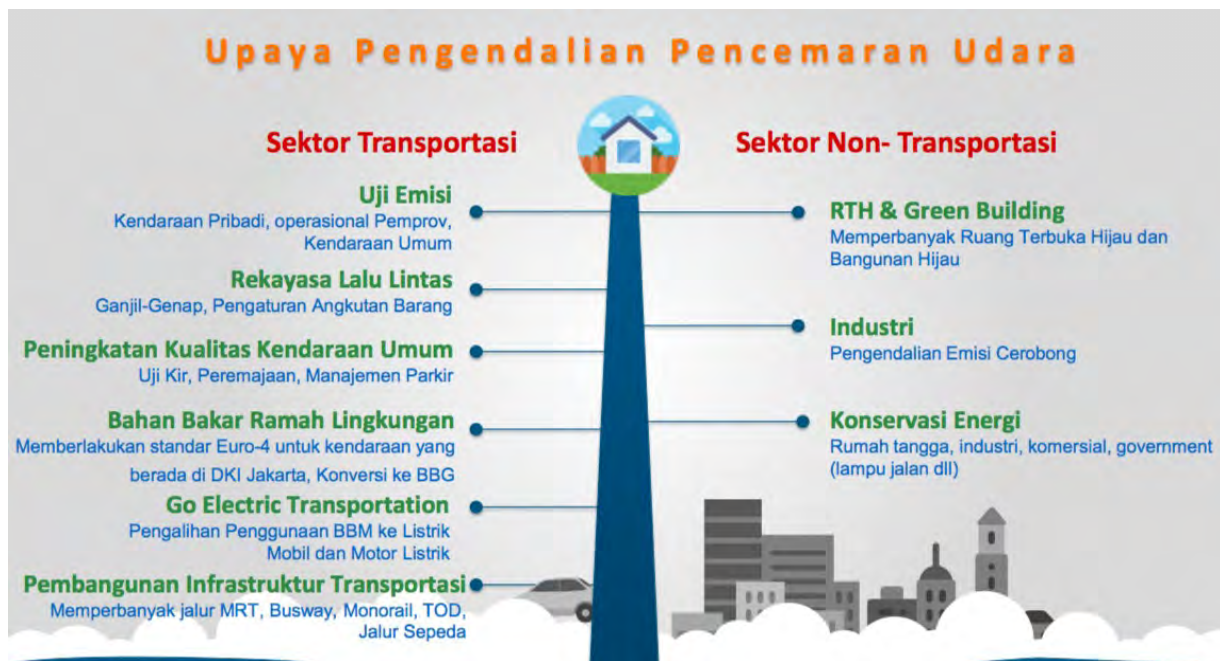 Upaya Pengendalian Pencemaran Udara
Sektor Transportasi
Uji Emisi
Kendaraan Pribadi, operasional Pemprov,
Kendaraan Umum
Rekayasa Lalu Lintas
Ganjil-Genap, Pengaturan Angkutan Barang
Peningkatan Kualitas Kendaraan Umum
Uji Kir, Peremajaan, Manajemen Parkir
Bahan Bakar Ramah Lingkungan
Memberlakukan standar Euro-4 untuk kendaraan yang
berada di DKI Jakarta, Konversi ke BBG
Go Electric Transportation
Pengalihan Penggunaan BBM ke Listrik
Mobil dan Motor Listrik
Pembangunan Infrastruktur Transportasi
Memperbanyak jalur MRT, Busway, Monorail, TOD,
Jalur Sepeda
Sektor Non- Transportasi
RTH & Green Building
Memperbanyak Ruang Terbuka Hijau dan
Bangunan Hijau
Industri
Pengendalian Emisi Cerobong
Konservasi Energi
Rumah tangga, industri, komersial, government
(lampu jalan dll)